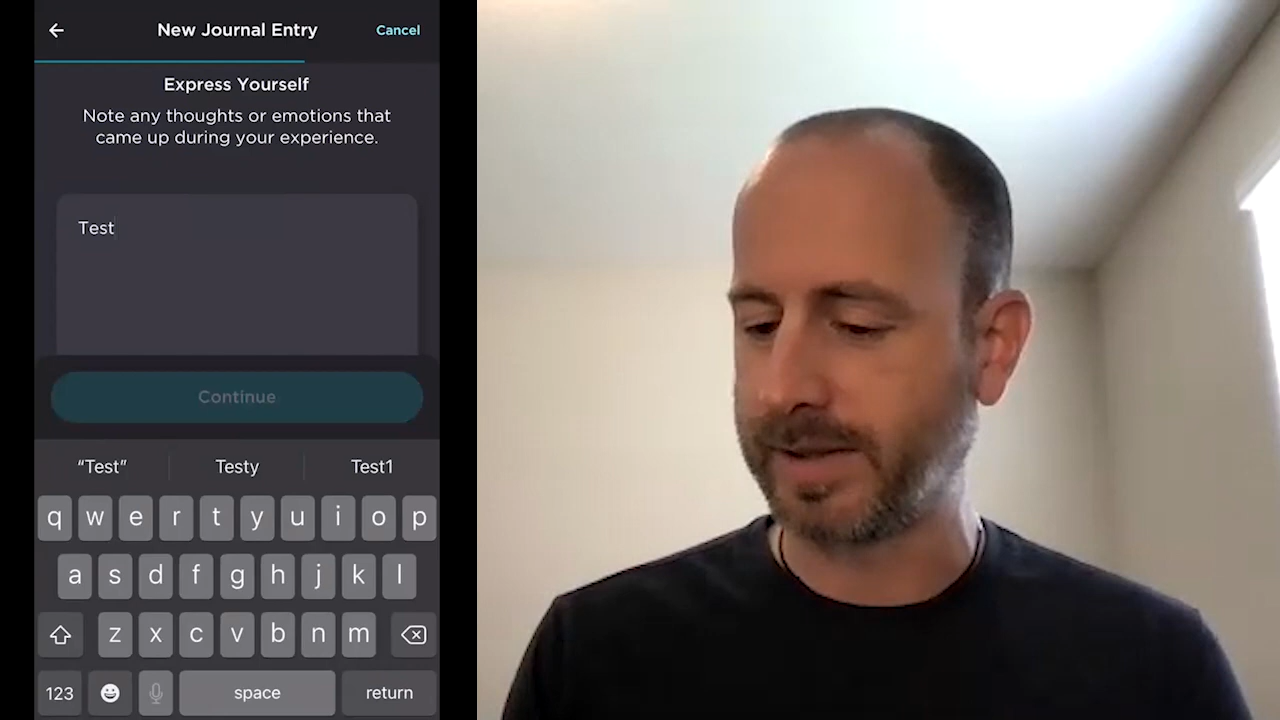 New Journal Entry
Cancel
Express Yourself
Note any thoughts or emotions that
came up during your experience.
Test
Continue
“Test” Testy Test1
q w e r t y u i o p
a s d f g h j k l
z x c v b n m
123 space return